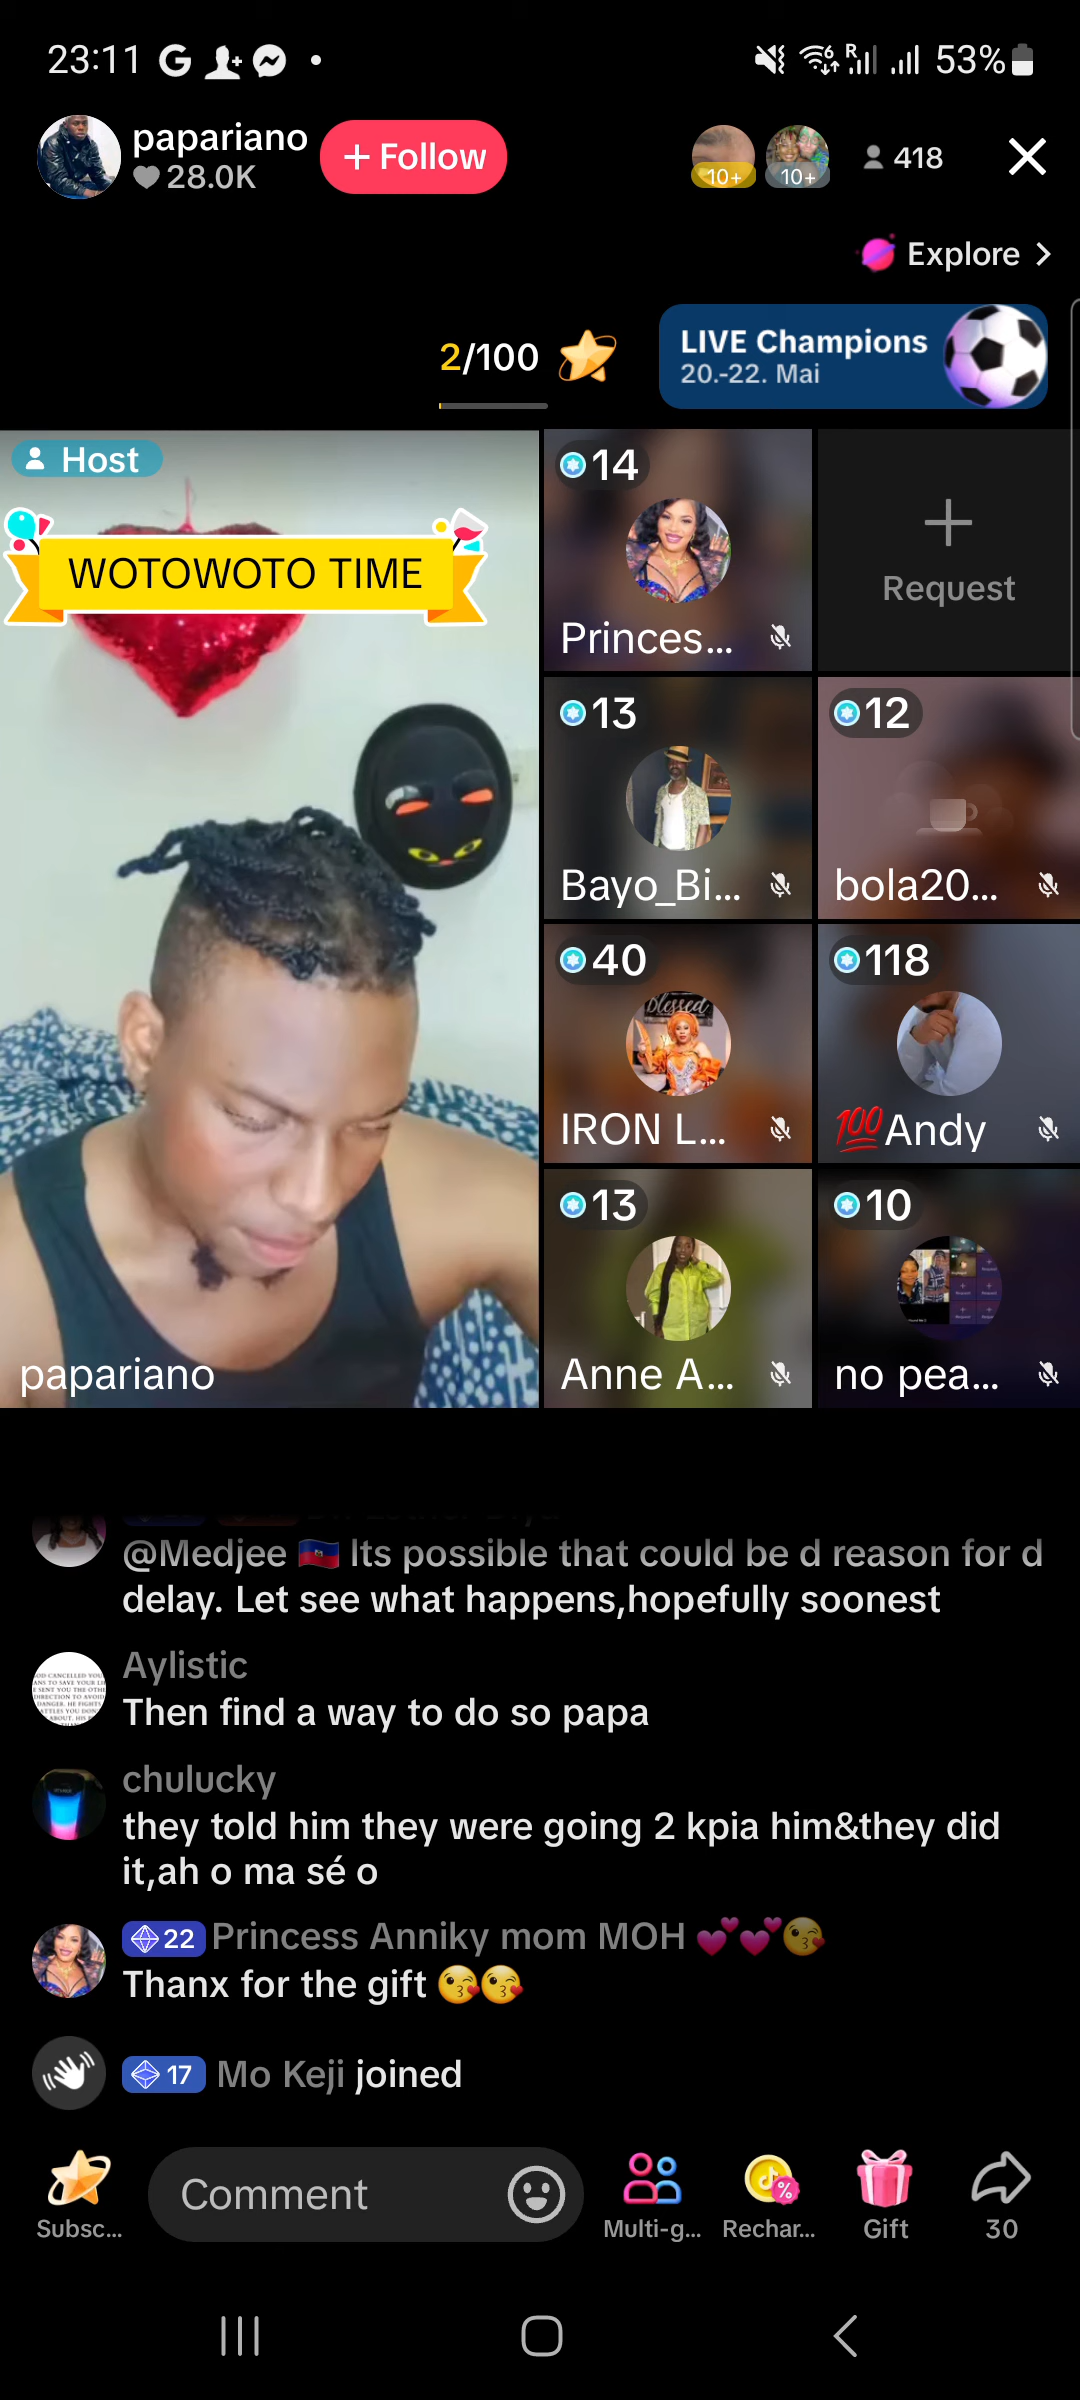 23:11
53%
papariano
28.0K
+ Follow
10+
10+
418
Explore
2/100
LIVE Champions
20.-22. Mai
Host
WOTOWOTO TIME
papariano
14
Princes...
Request
13
Bayo_Bi...
12
bola20...
40
Blessed
IRON L...
118
💯Andy
13
Anne A...
10
no pea...
@Medjee 🇭🇹 Its possible that could be d reason for d
delay. Let see what happens,hopefully soonest
Aylistic
Then find a way to do so papa
chulucky
they told him they were going 2 kpia him&they did
it,ah o ma sé o
22 Princess Anniky mom MOH 💕💕😘
Thanx for the gift 😘😘
17 Mo Keji joined
Comment
Subsc...
Multi-g...
Rechar...
Gift
30